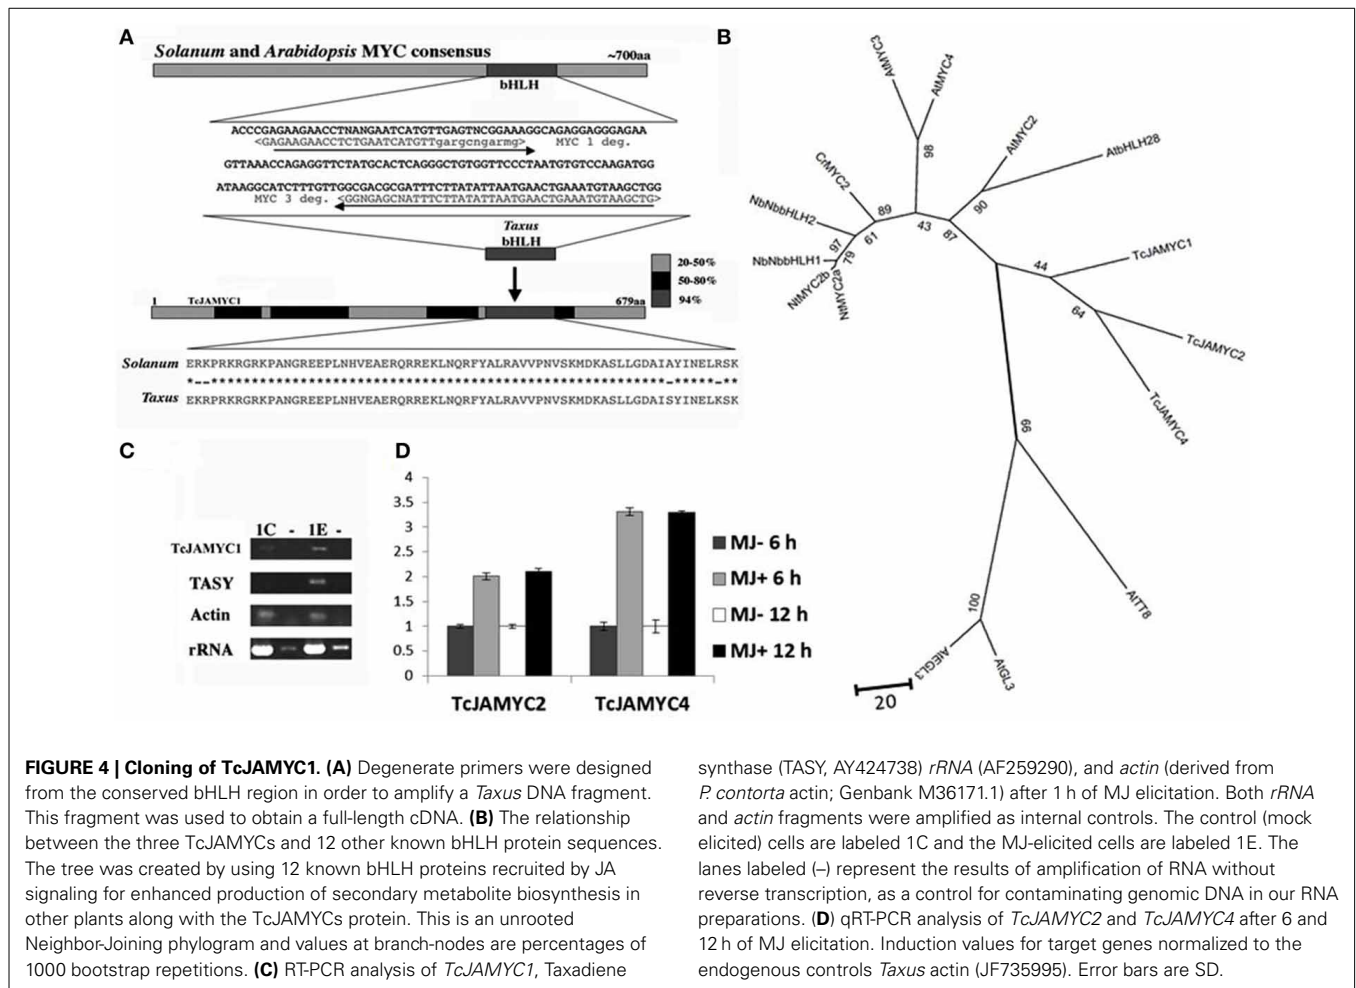 A
Solanum and Arabidopsis MYC consensus
~700aa
bHLH
ACCCGAGAAGAACCTNANGAATCATGTTGAGTNCGGAAAGGCAGAGGAGGGAGAA
<GAGAAGAACCTCTGAATCATGTTgargcngarmg> MYC 1 deg.
GTTAAACCAGAGGTTCTATGCACTCAGGGCTGTGGTTCCCTAATGTGTCCAAGATGG
ATAAGGCATCTTTGTTGGCGACGCGATTTCTTATATTAATGAACTGAAATGTAAGCTGG
MYC 3 deg. <GGNGAGCNATTTCTTATATTAATGAACTGAAATGTAAGCTG>
Taxus
bHLH
20-50%
50-80%
94%
1 TcJAMYC1 679aa
Solanum ERKPRKRGRKPANGREEPLNHVEAERQRREKLNQRFYALRAVVPNVSKMDKASLLGDAIAYINELRSK
*--********************************************************_*****_**
Taxus EKRPRKRGRKPANGREEPLNHVEAERQRREKLNQRFYALRAVVPNVSKMDKASLLGDAISYINELKSK
B
AtMYC3
AtMYC4
98
AtMYC2
AtbHLH28
90
CrMYC2
89
43
87
NbNbbHLH2
61
97
NbNbbHLH1
79
NtMYC2b
NtMYC2a
44
TcJAMYC1
64
TcJAMYC2
TcJAMYC4
99
AtTT8
100
AtEGL3
AtGL3
20
C
1C - 1E -
TcJAMYC1
TASY
Actin
rRNA
D
4
3.5
3
2.5
2
1.5
1
0.5
0
TcJAMYC2 TcJAMYC4
MJ- 6 h
MJ+ 6 h
MJ- 12 h
MJ+ 12 h
FIGURE 4 | Cloning of TcJAMYC1. (A) Degenerate primers were designed
from the conserved bHLH region in order to amplify a Taxus DNA fragment.
This fragment was used to obtain a full-length cDNA. (B) The relationship
between the three TcJAMYCs and 12 other known bHLH protein sequences.
The tree was created by using 12 known bHLH proteins recruited by JA
signaling for enhanced production of secondary metabolite biosynthesis in
other plants along with the TcJAMYCs protein. This is an unrooted
Neighbor-Joining phylogram and values at branch-nodes are percentages of
1000 bootstrap repetitions. (C) RT-PCR analysis of TcJAMYC1, Taxadiene
synthase (TASY, AY424738) rRNA (AF259290), and actin (derived from
P. contorta actin; Genbank M36171.1) after 1 h of MJ elicitation. Both rRNA
and actin fragments were amplified as internal controls. The control (mock
elicited) cells are labeled 1C and the MJ-elicited cells are labeled 1E. The
lanes labeled (–) represent the results of amplification of RNA without
reverse transcription, as a control for contaminating genomic DNA in our RNA
preparations. (D) qRT-PCR analysis of TcJAMYC2 and TcJAMYC4 after 6 and
12 h of MJ elicitation. Induction values for target genes normalized to the
endogenous controls Taxus actin (JF735995). Error bars are SD.